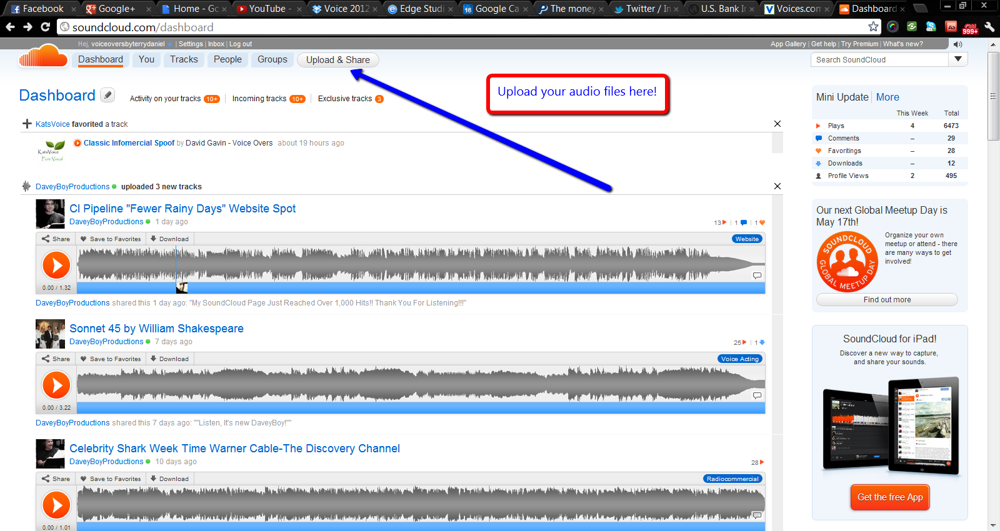 Facebook
Google+
Home - Go
YouTube -
Voice 2012
Edge Studi
Google Ca
The money
Twitter / In
U.S. Bank In
Voices.com
Dashboard
soundcloud.com/dashboard
999+
Hej, voiceoversbyterrydaniel | Settings | Inbox | Log out
App Gallery | Get help | Try Premium | What's new?
Dashboard You Tracks People Groups Upload & Share
Search SoundCloud
Upload your audio files here!
Dashboard
Activity on your tracks 10+ Incoming tracks 10+ Exclusive tracks 3
KatsVoice favorited a track
KatsVoice
Pure Vocal
Classic Infomercial Spoof by David Gavin - Voice Overs about 19 hours ago
DaveyBoyProductions uploaded 3 new tracks
CI Pipeline "Fewer Rainy Days" Website Spot
DaveyBoyProductions 1 day ago
13 | 1 | 1
Share Save to Favorites Download
Website
0.00 / 1.32
DaveyBoyProductions shared this 1 day ago: "My SoundCloud Page Just Reached Over 1,000 Hits!! Thank You For Listening!!!"
Sonnet 45 by William Shakespeare
DaveyBoyProductions 7 days ago
25 | 1
Share Save to Favorites Download
Voice Acting
0.00 / 3.22
DaveyBoyProductions shared this 7 days ago: ""Listen, It's new DaveyBoy!""
Celebrity Shark Week Time Warner Cable-The Discovery Channel
DaveyBoyProductions 10 days ago
28
Share Save to Favorites Download
Radiocommercial
0.00 / 1.01
Mini Update More
This Week Total
Plays 4 6473
Comments – 29
Favoritings – 28
Downloads – 12
Profile Views 2 495
Our next Global Meetup Day is
May 17th!
SOUNDCLOUD
GLOBAL MEETUP DAY
Organize your own
meetup or attend - there
are many ways to get
involved!
Find out more
SoundCloud for iPad!
Discover a new way to capture,
and share your sounds.
Get the free App